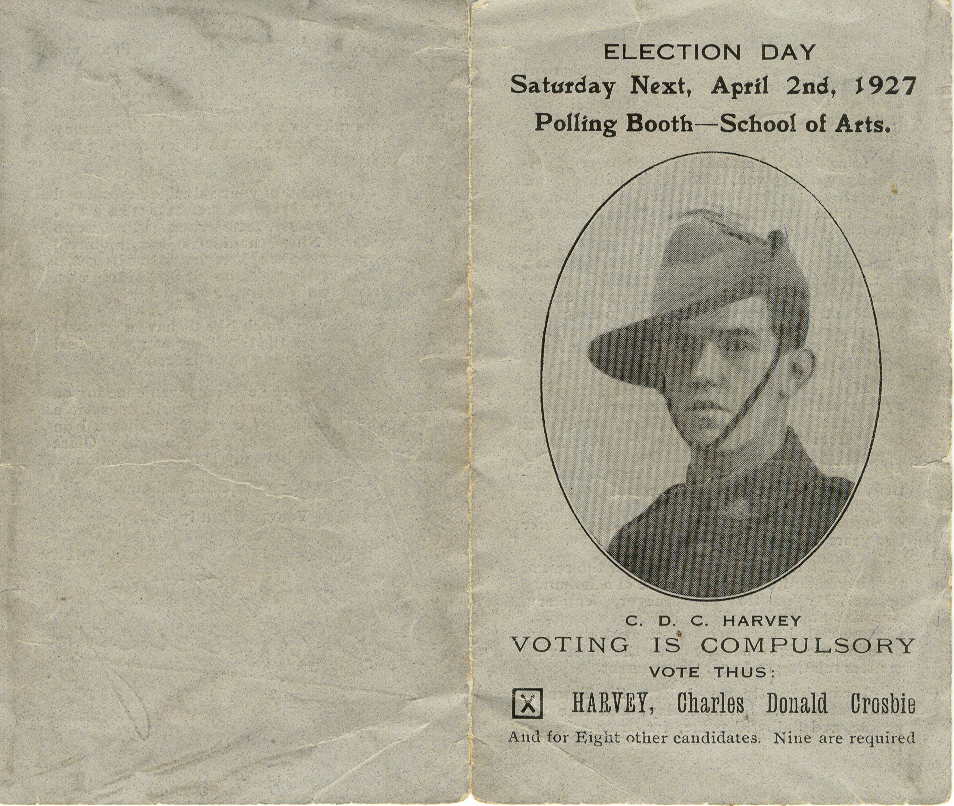 ELECTION DAY
Saturday Next, April 2nd, 1927
Polling Booth—School of Arts.
C. D. C. HARVEY
VOTING IS COMPULSORY
VOTE THUS:
X HARVEY, Charles Donald Crosbie
And for Eight other candidates. Nine are required